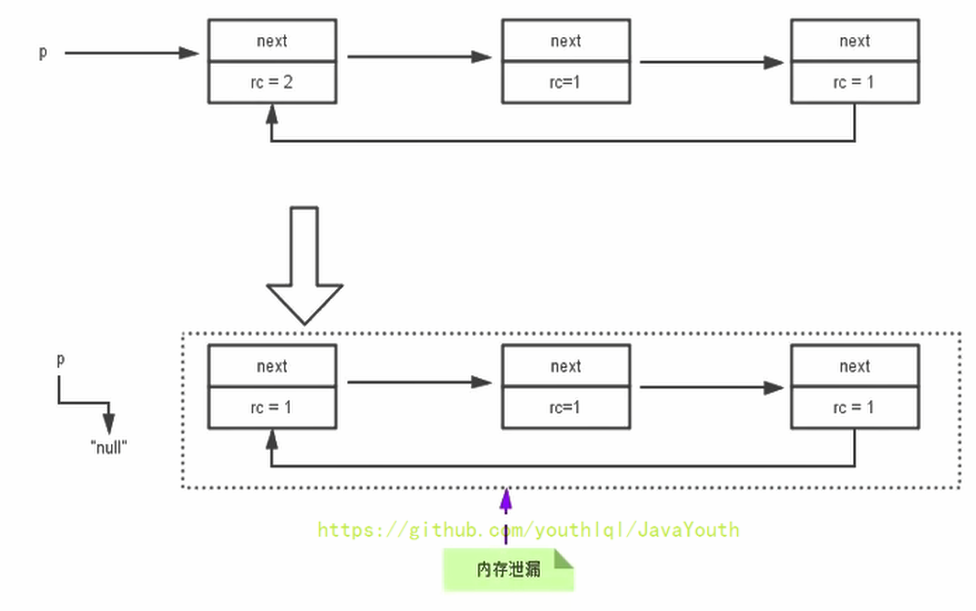 next next next
p
rc = 2 rc=1 rc = 1
next next next
p
rc = 1 rc=1 rc = 1
"null"
https://github.com/youthlql/JavaYouth
内存泄漏